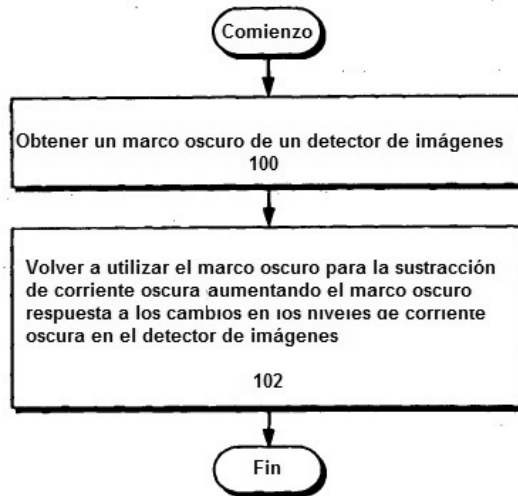 Comienzo
Obtener un marco oscuro de un detector de imágenes
100
Volver a utilizar el marco oscuro para la sustracción
de corriente oscura aumentando el marco oscuro
respuesta a los cambios en los niveles de corriente
oscura en el detector de imágenes
102
Fin